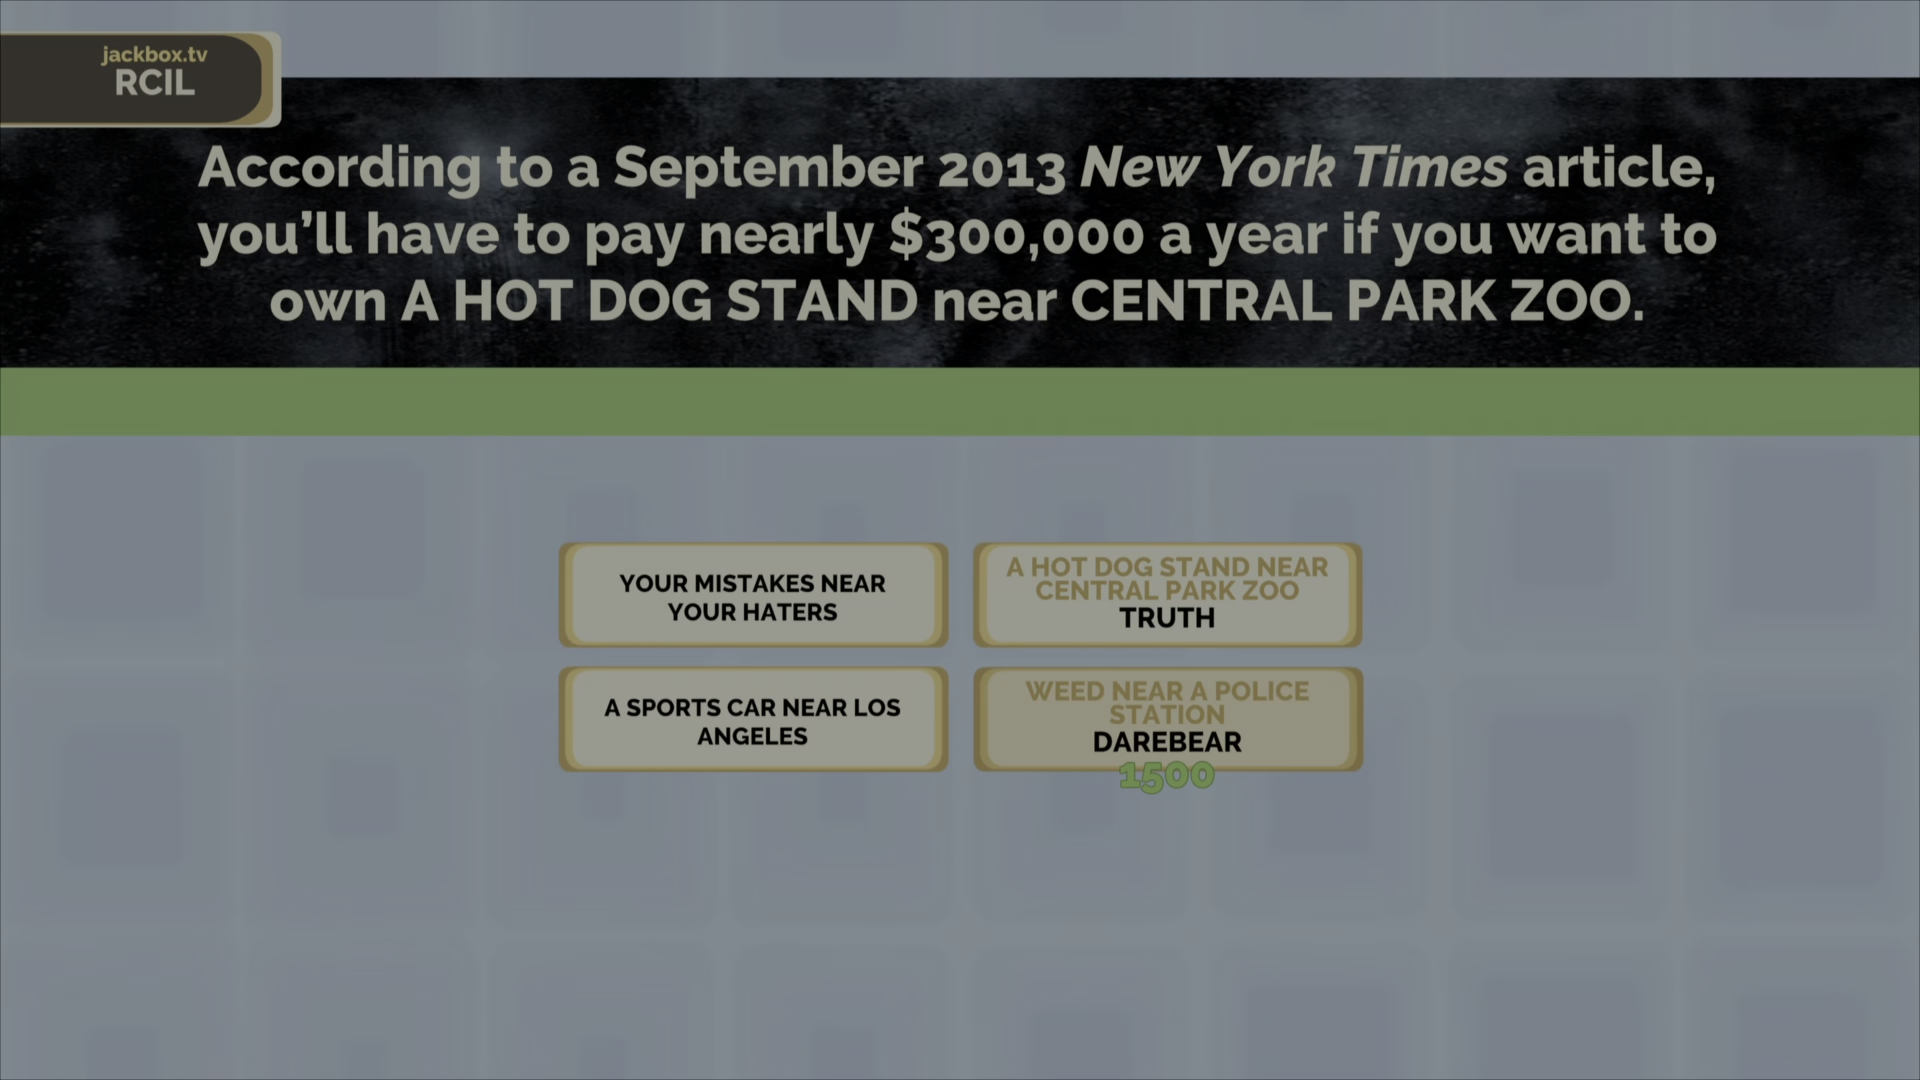 jackbox.tv
RCIL
According to a September 2013 New York Times article,
you’ll have to pay nearly $300,000 a year if you want to
own A HOT DOG STAND near CENTRAL PARK ZOO.
YOUR MISTAKES NEAR
YOUR HATERS
A HOT DOG STAND NEAR
CENTRAL PARK ZOO
TRUTH
A SPORTS CAR NEAR LOS
ANGELES
WEED NEAR A POLICE
STATION
DAREBEAR
1500